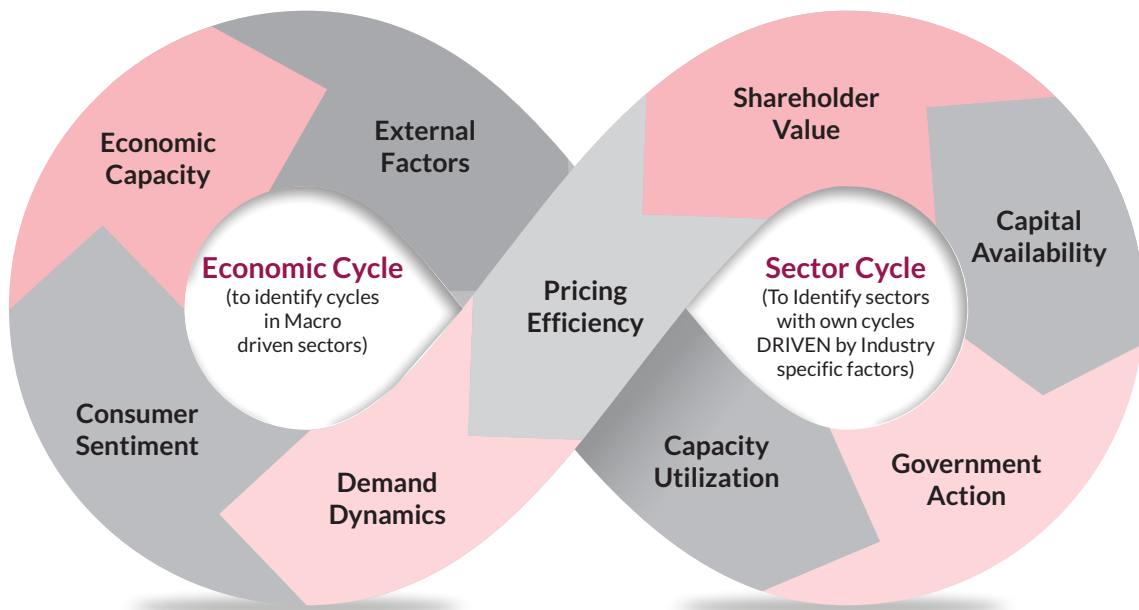 Economic
Capacity
External
Factors
Economic Cycle
(to identify cycles
in Macro
driven sectors)
Consumer
Sentiment
Demand
Dynamics
Pricing
Efficiency
Shareholder
Value
Capital
Availability
Sector Cycle
(To Identify sectors
with own cycles
DRIVEN by Industry
specific factors)
Capacity
Utilization
Government
Action